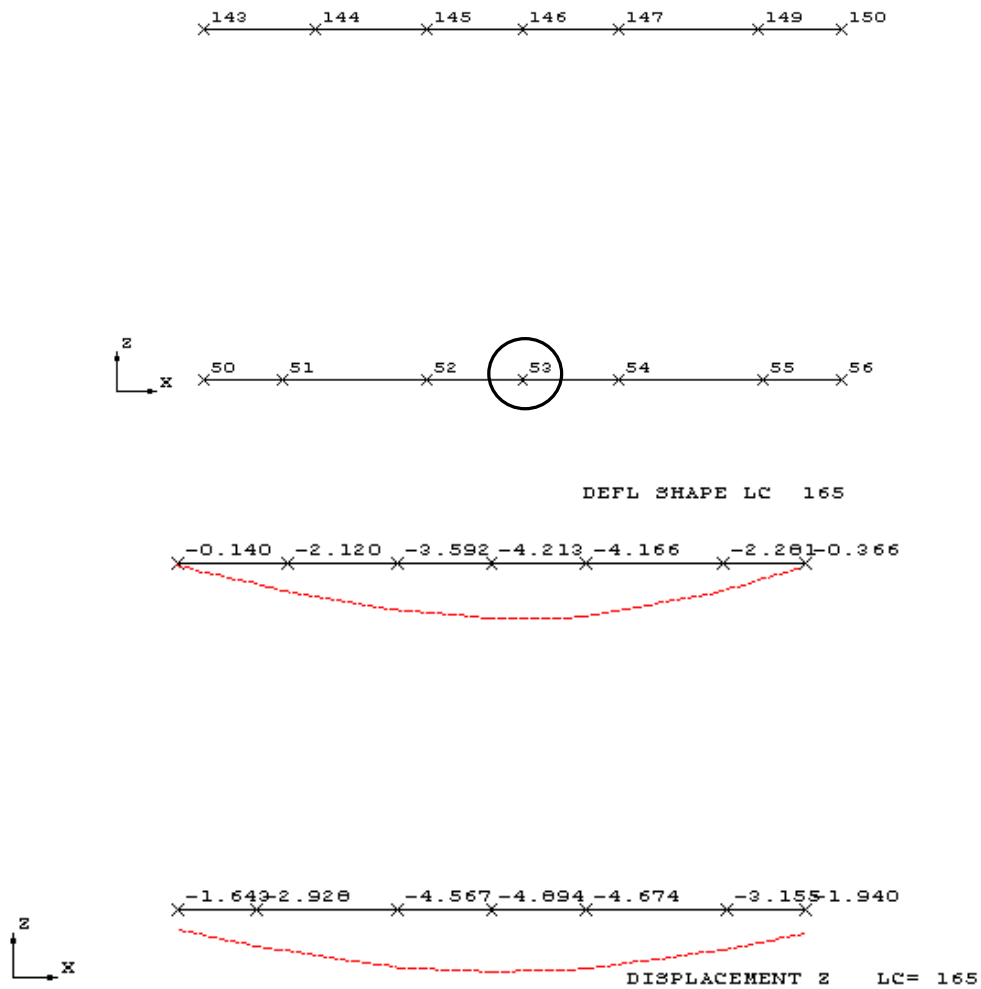 143 144 145 146 147 149 150
Z
X
50 51 52 53 54 55 56
DEFL SHAPE LC 165
-0.140 -2.120 -3.592 -4.213 -4.166 -2.281 -0.366
-1.643 -2.928 -4.567 -4.894 -4.674 -3.155 -1.940
Z
X
DISPLACEMENT Z LC= 165